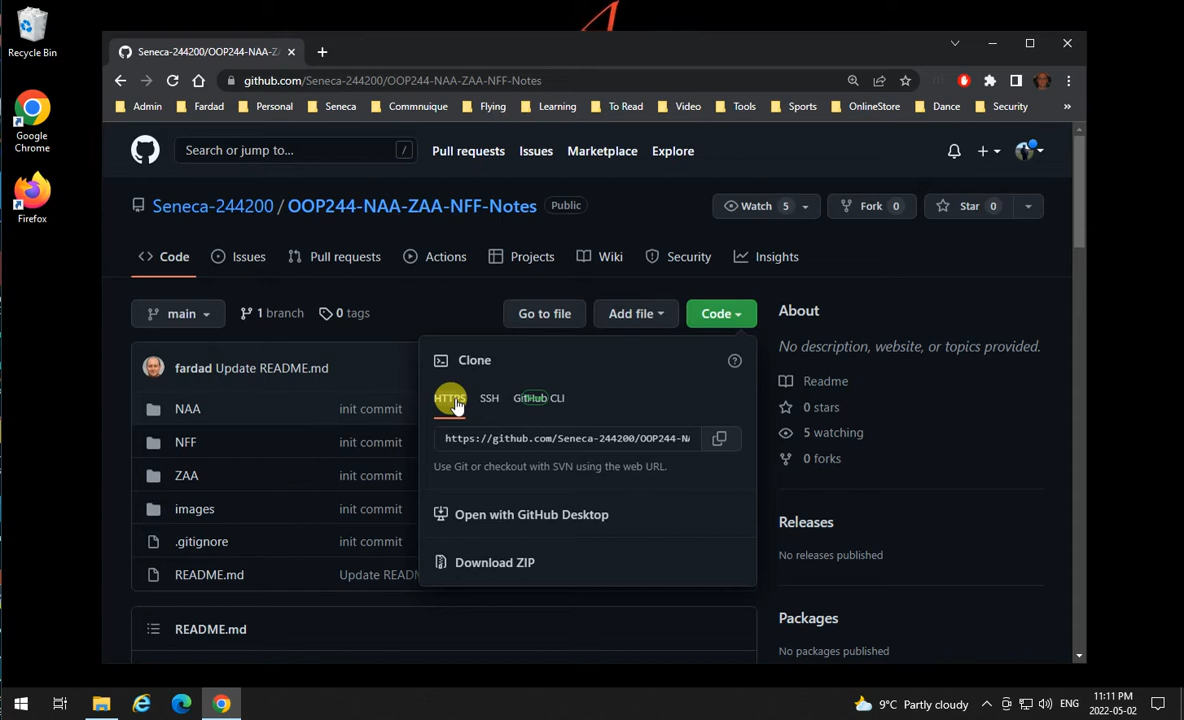 Recycle Bin
Google
Chrome
Firefox
Seneca-244200/OOP244-NAA-Z
github.com/Seneca-244200/OOP244-NAA-ZAA-NFF-Notes
Admin Fardad Personal Seneca Commnuique Flying Learning To Read Video Tools Sports OnlineStore Dance Security »
Search or jump to... / Pull requests Issues Marketplace Explore
Seneca-244200 / OOP244-NAA-ZAA-NFF-Notes Public Watch 5 Fork 0 Star 0
Code Issues Pull requests Actions Projects Wiki Security Insights
main 1 branch 0 tags Go to file Add file Code
fardad Update README.md
NAA init commit
NFF init commit
ZAA init commit
images init commit
.gitignore init commit
README.md Update READ
README.md
Clone
HTTPS SSH GitHub CLI
https://github.com/Seneca-244200/OOP244-NA
Use Git or checkout with SVN using the web URL.
Open with GitHub Desktop
Download ZIP
About
No description, website, or topics provided.
Readme
0 stars
5 watching
0 forks
Releases
No releases published
Packages
No packages published
9°C Partly cloudy ENG 11:11 PM
2022-05-02